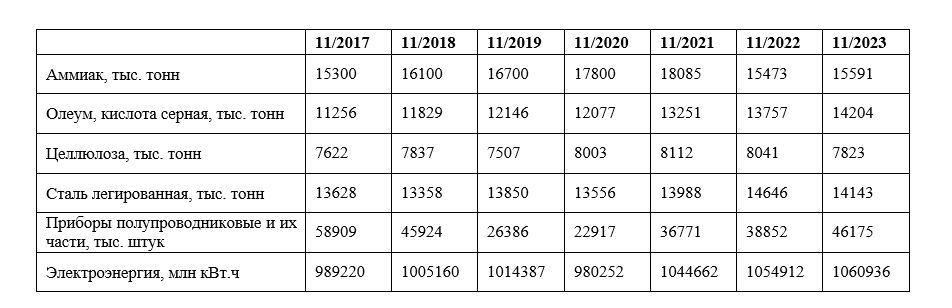 11/2017 11/2018 11/2019 11/2020 11/2021 11/2022 11/2023
Аммиак, тыс. тонн 15300 16100 16700 17800 18085 15473 15591
Олеум, кислота серная, тыс. тонн 11256 11829 12146 12077 13251 13757 14204
Целлюлоза, тыс. тонн 7622 7837 7507 8003 8112 8041 7823
Сталь легированная, тыс. тонн 13628 13358 13850 13556 13988 14646 14143
Приборы полупроводниковые и их
части, тыс. штук 58909 45924 26386 22917 36771 38852 46175
Электроэнергия, млн кВт.ч 989220 1005160 1014387 980252 1044662 1054912 1060936